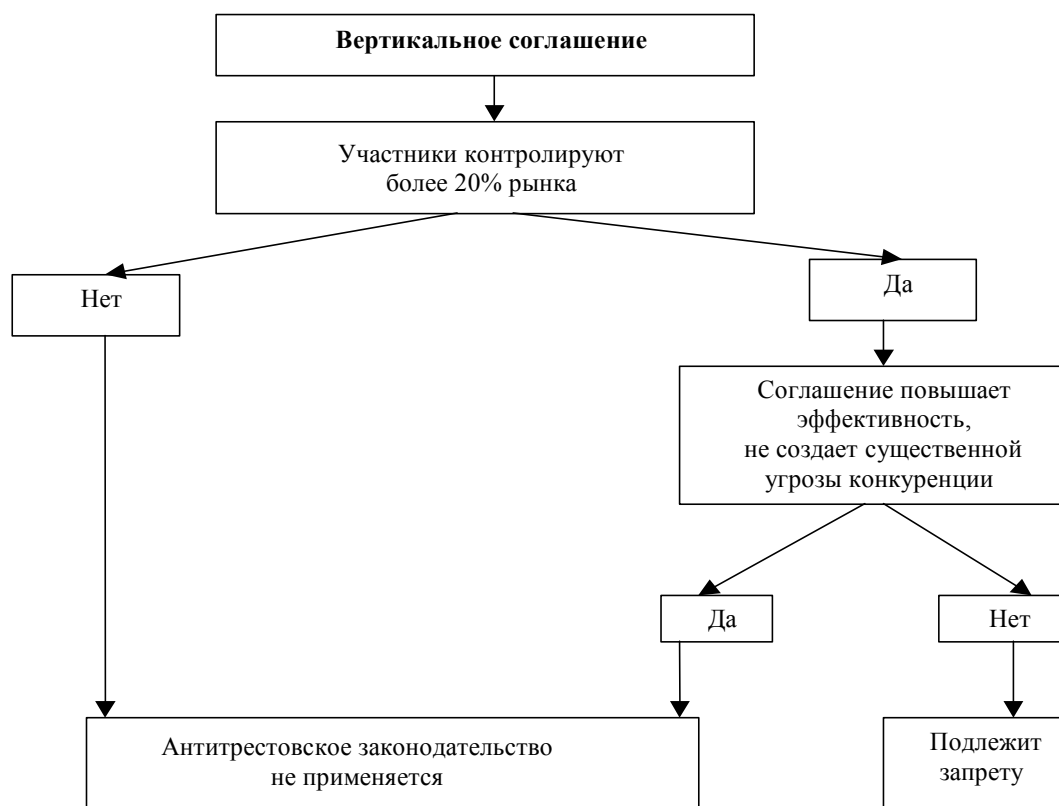 Вертикальное соглашение
Участники контролируют
более 20% рынка
Нет
Да
Соглашение повышает
эффективность,
не создает существенной
угрозы конкуренции
Да
Нет
Антитрестовское законодательство
не применяется
Подлежит
запрету